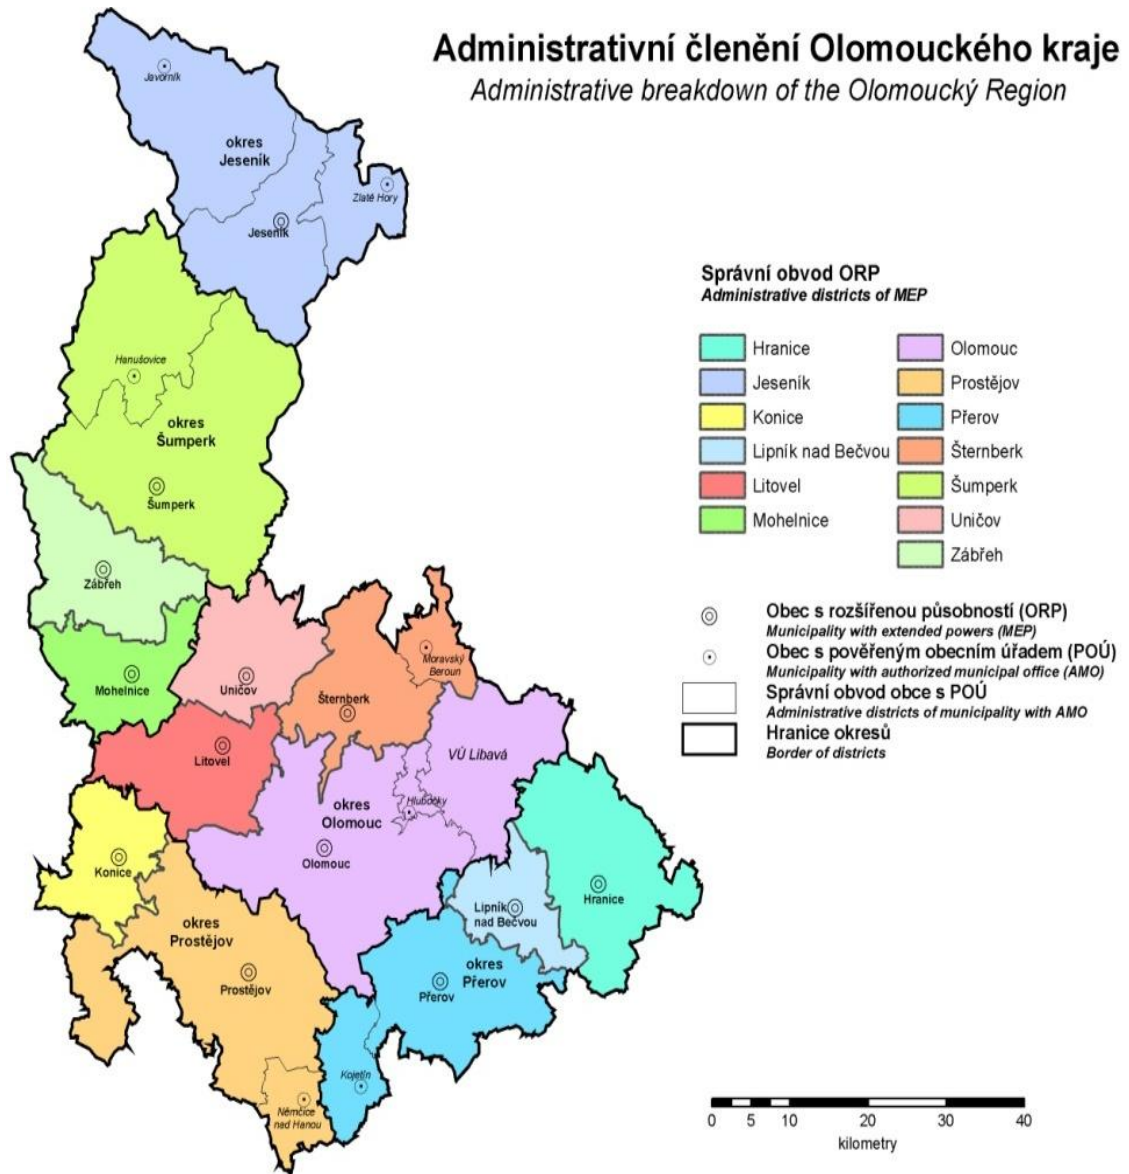 Administrativní členění Olomouckého kraje
Administrative breakdown of the Olomoucký Region
Javorník
okres
Jeseník
Zlaté Hory
Jeseník
Hanušovice
okres
Šumperk
Šumperk
Zábřeh
Mohelnice
Uničov
Šternberk
Moravský
Beroun
Litovel
VÚ Libavá
Hlubočky
okres
Olomouc
Olomouc
Konice
Hranice
Lipník
nad Bečvou
okres
Prostějov
Prostějov
okres
Přerov
Přerov
Kojetín
Němčice
nad Hanou
Správní obvod ORP
Administrative districts of MEP
Hranice
Jeseník
Konice
Lipník nad Bečvou
Litovel
Mohelnice
Olomouc
Prostějov
Přerov
Šternberk
Šumperk
Uničov
Zábřeh
Obec s rozšířenou působností (ORP)
Municipality with extended powers (MEP)
Obec s pověřeným obecním úřadem (POÚ)
Municipality with authorized municipal office (AMO)
Správní obvod obce s POÚ
Administrative districts of municipality with AMO
Hranice okresů
Border of districts
0 5 10 20 30 40
kilometry